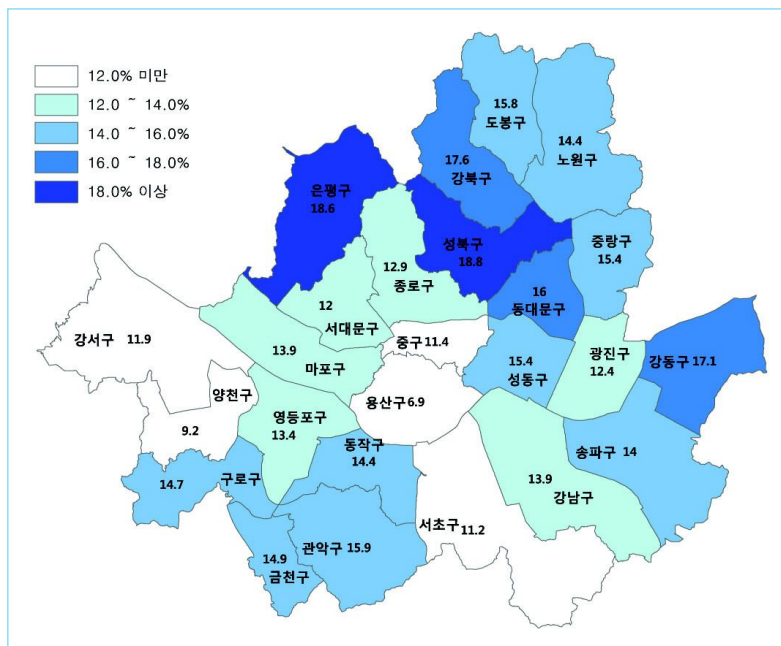 12.0% 미만
12.0 ~ 14.0%
14.0 ~ 16.0%
16.0 ~ 18.0%
18.0% 이상
15.8
도봉구
14.4
노원구
17.6
강북구
은평구
18.6
성북구
18.8
중랑구
15.4
12.9
종로구
16
동대문구
12
서대문구
강서구 11.9
13.9
마포구
중구 11.4
15.4
성동구
광진구
12.4
강동구 17.1
양천구
9.2
용산구 6.9
영등포구
13.4
동작구
14.4
송파구 14
14.7
구로구
13.9
강남구
서초구 11.2
14.9
금천구
관악구 15.9